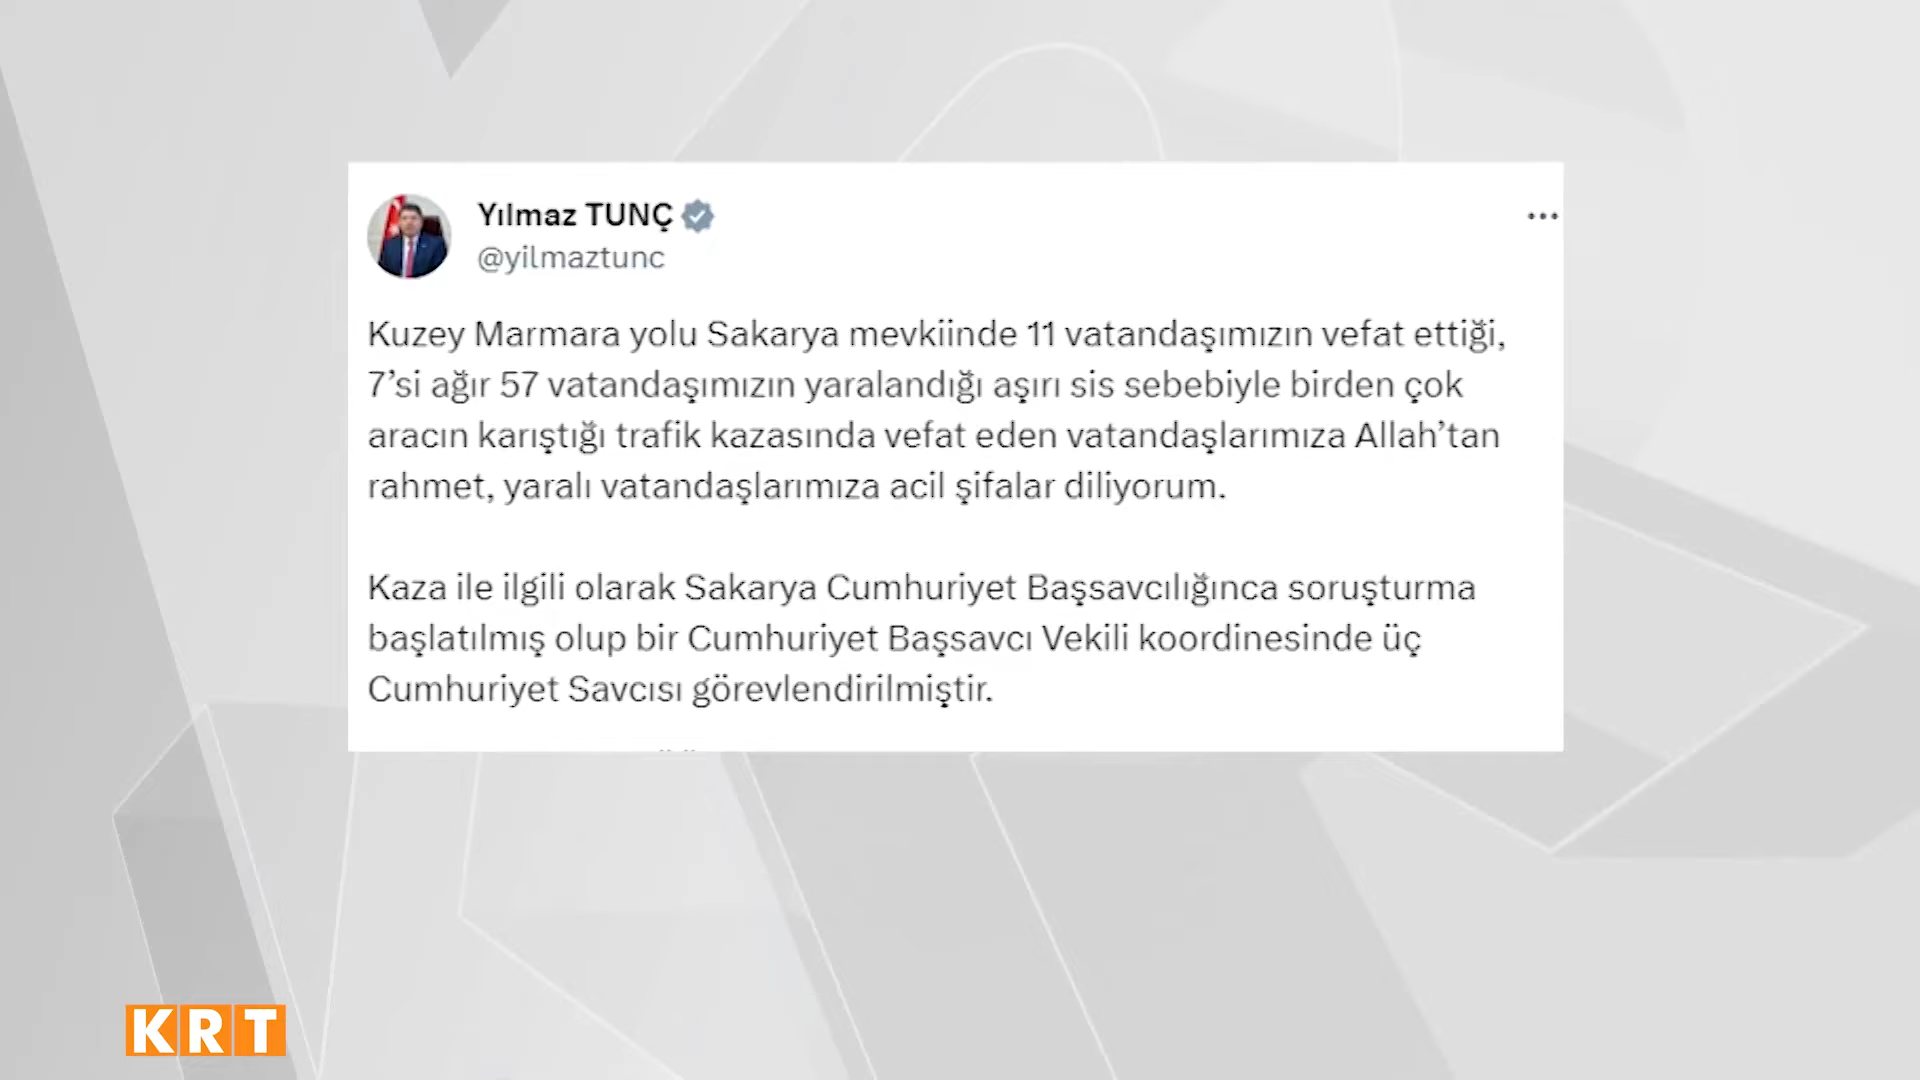 Yılmaz TUNÇ
@yilmaztunc
Kuzey Marmara yolu Sakarya mevkiinde 11 vatandaşımızın vefat ettiği,
7’si ağır 57 vatandaşımızın yaralandığı aşırı sis sebebiyle birden çok
aracın karıştığı trafik kazasında vefat eden vatandaşlarımıza Allah’tan
rahmet, yaralı vatandaşlarımıza acil şifalar diliyorum.
Kaza ile ilgili olarak Sakarya Cumhuriyet Başsavcılığınca soruşturma
başlatılmış olup bir Cumhuriyet Başsavcı Vekili koordinesinde üç
Cumhuriyet Savcısı görevlendirilmiştir.
KRT